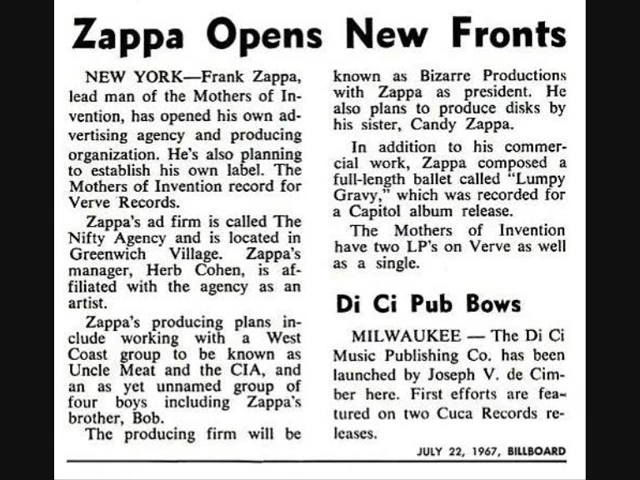 Zappa Opens New Fronts
NEW YORK—Frank Zappa,
lead man of the Mothers of In-
vention, has opened his own ad-
vertising agency and producing
organization. He's also planning
to establish his own label. The
Mothers of Invention record for
Verve Records.
Zappa's ad firm is called The
Nifty Agency and is located in
Greenwich Village. Zappa's
manager, Herb Cohen, is af-
filiated with the agency as an
artist.
Zappa's producing plans in-
clude working with a West
Coast group to be known as
Uncle Meat and the CIA, and
an as yet unnamed group of
four boys including Zappa's
brother, Bob.
The producing firm will be
known as Bizarre Productions
with Zappa as president. He
also plans to produce disks by
his sister, Candy Zappa.
In addition to his commer-
cial work, Zappa composed a
full-length ballet called "Lumpy
Gravy," which was recorded for
a Capitol album release.
The Mothers of Invention
have two LP's on Verve as well
as a single.
Di Ci Pub Bows
MILWAUKEE — The Di Ci
Music Publishing Co. has been
launched by Joseph V. de Cim-
ber here. First efforts are fea-
tured on two Cuca Records re-
leases.
JULY 22, 1967, BILLBOARD